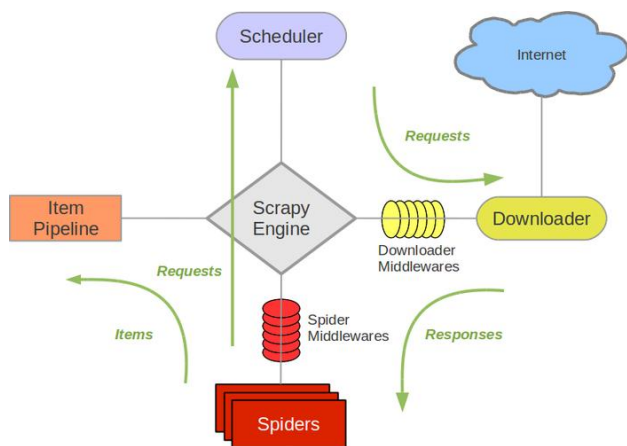 Scheduler
Internet
Requests
Item
Pipeline
Scrapy
Engine
Downloader
Downloader
Middlewares
Requests
Items
Spider
Middlewares
Responses
Spiders